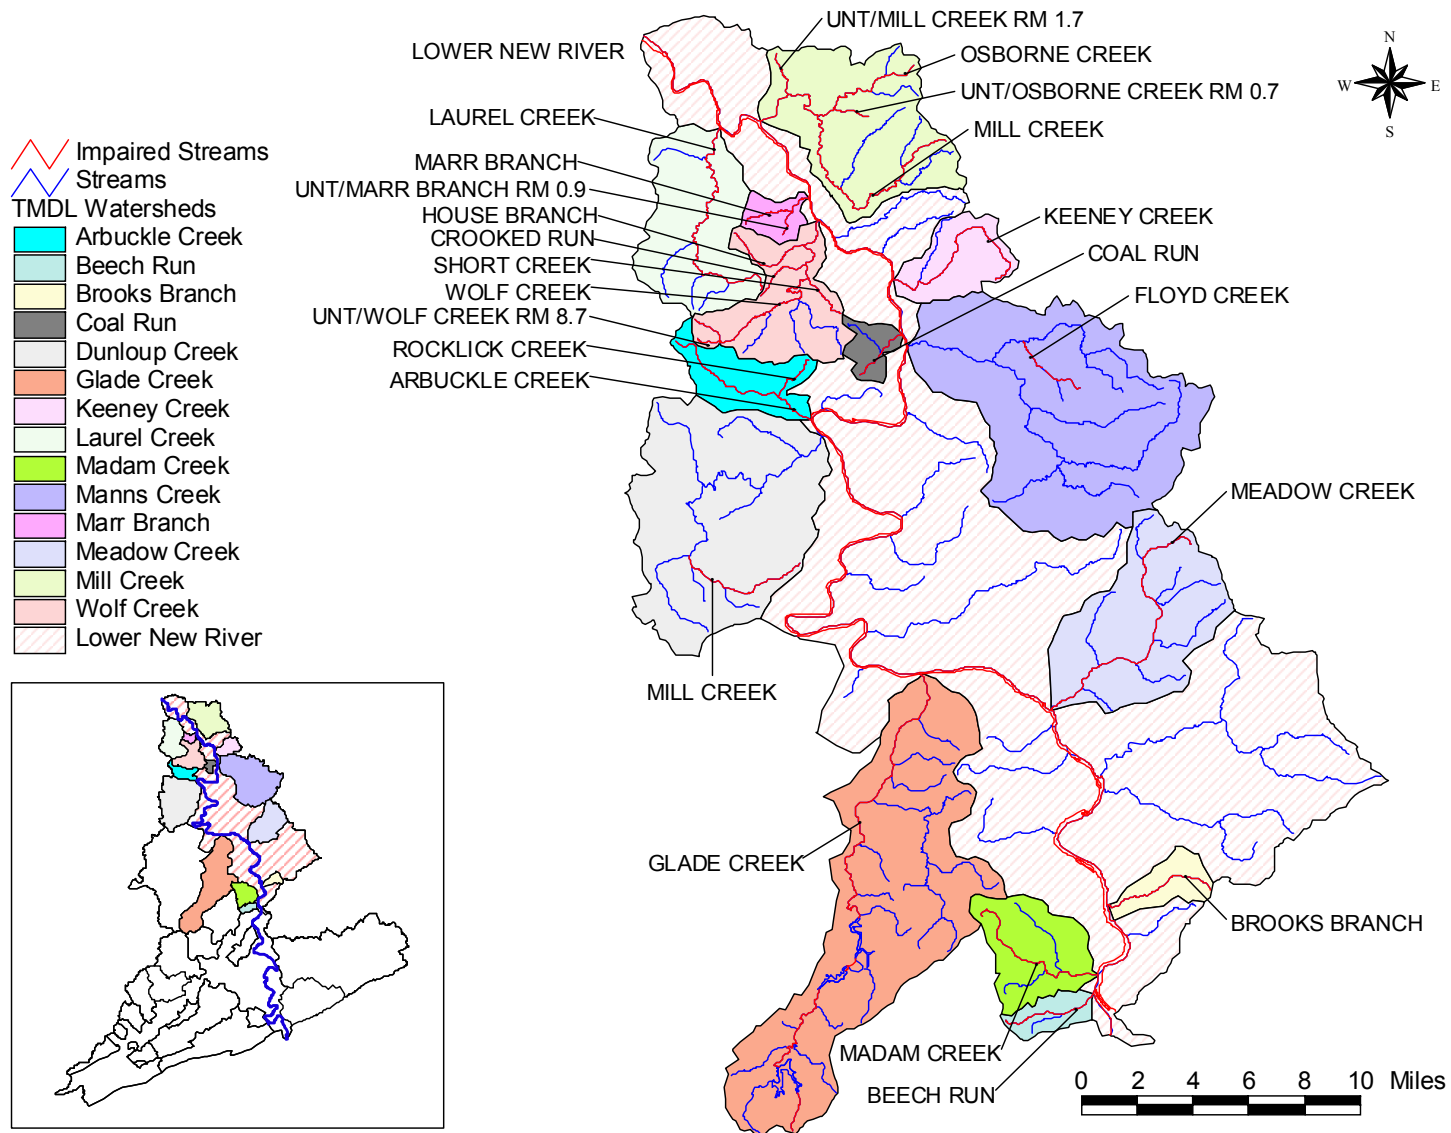 UNT/MILL CREEK RM 1.7
LOWER NEW RIVER
OSBORNE CREEK
UNT/OSBORNE CREEK RM 0.7
LAUREL CREEK
MILL CREEK
MARR BRANCH
UNT/MARR BRANCH RM 0.9
HOUSE BRANCH
KEENEY CREEK
CROOKED RUN
COAL RUN
SHORT CREEK
WOLF CREEK
FLOYD CREEK
UNT/WOLF CREEK RM 8.7
ROCKLICK CREEK
ARBUCKLE CREEK
MEADOW CREEK
MILL CREEK
GLADE CREEK
BROOKS BRANCH
MADAM CREEK
BEECH RUN
N
W E
S
Impaired Streams
Streams
TMDL Watersheds
Arbuckle Creek
Beech Run
Brooks Branch
Coal Run
Dunloup Creek
Glade Creek
Keeney Creek
Laurel Creek
Madam Creek
Manns Creek
Marr Branch
Meadow Creek
Mill Creek
Wolf Creek
Lower New River
0 2 4 6 8 10 Miles